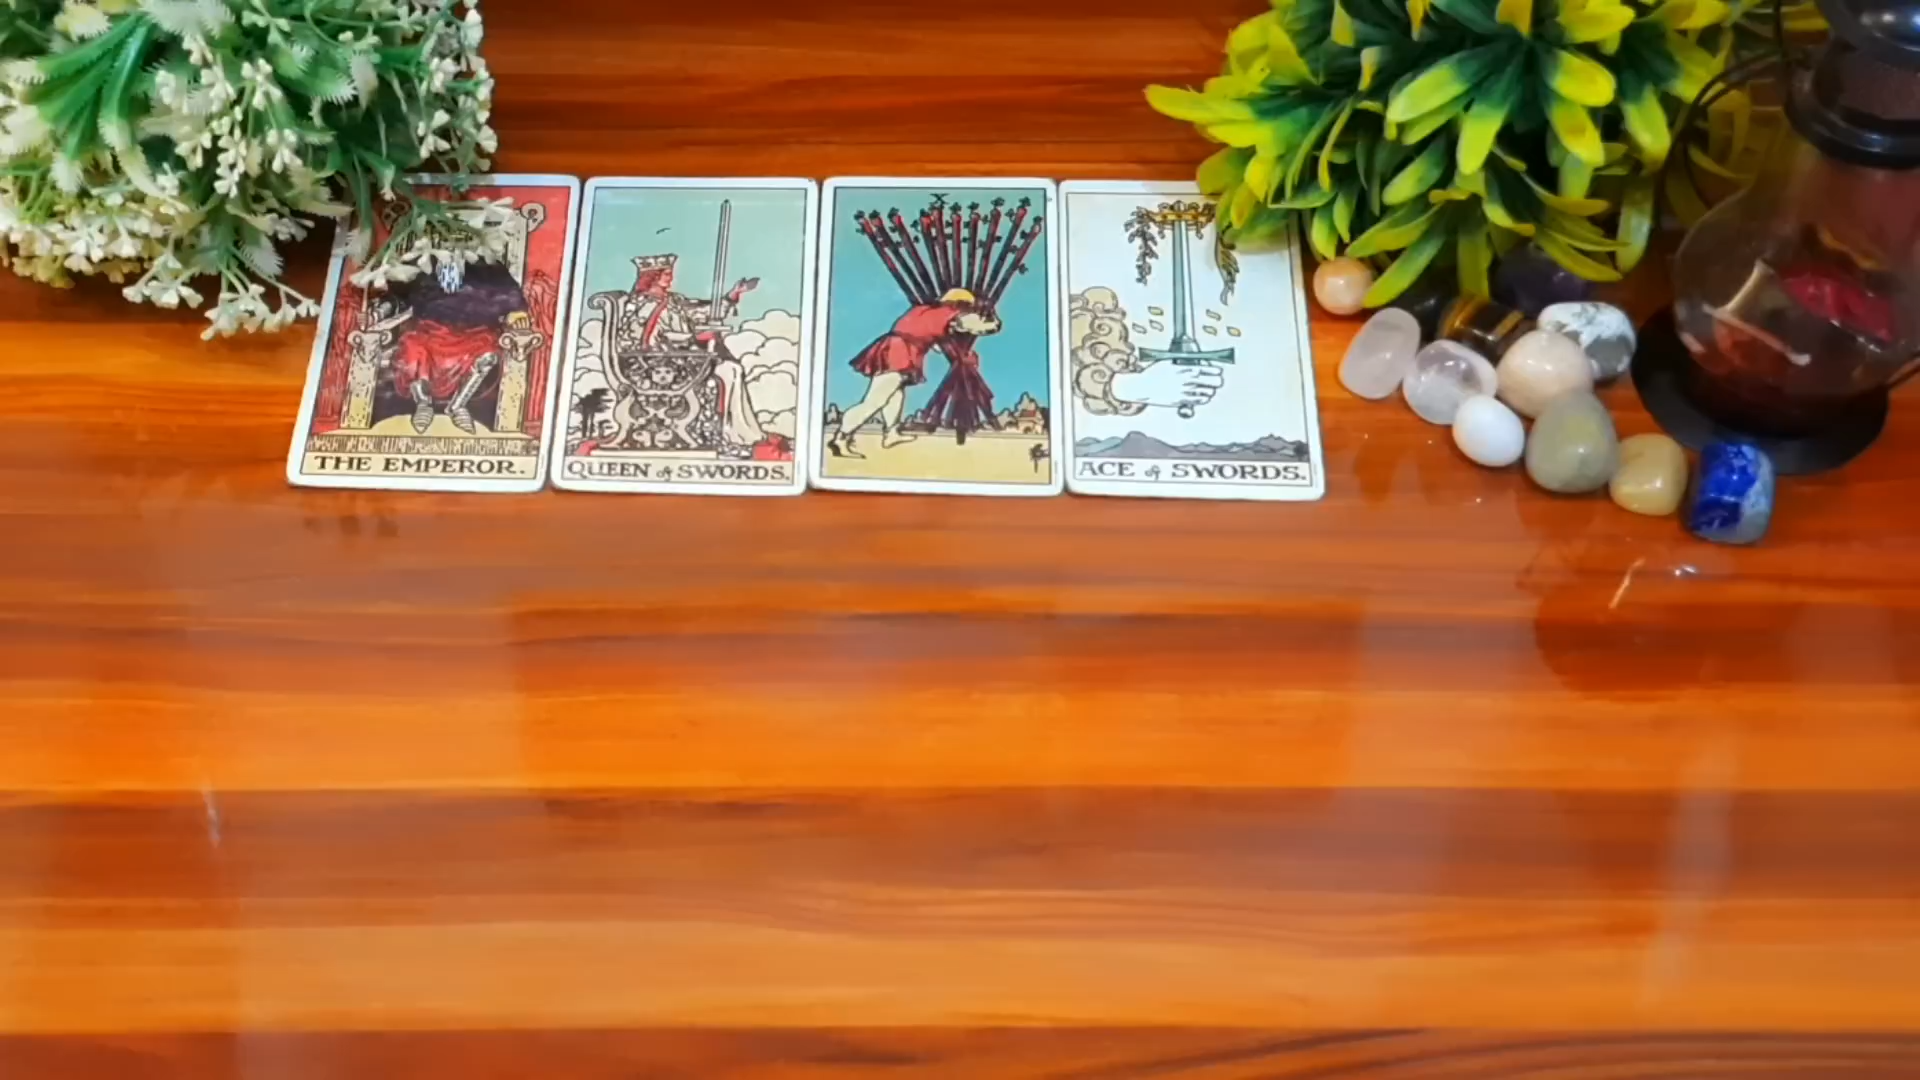 THE EMPEROR.
QUEEN of SWORDS.
X
ACE of SWORDS.